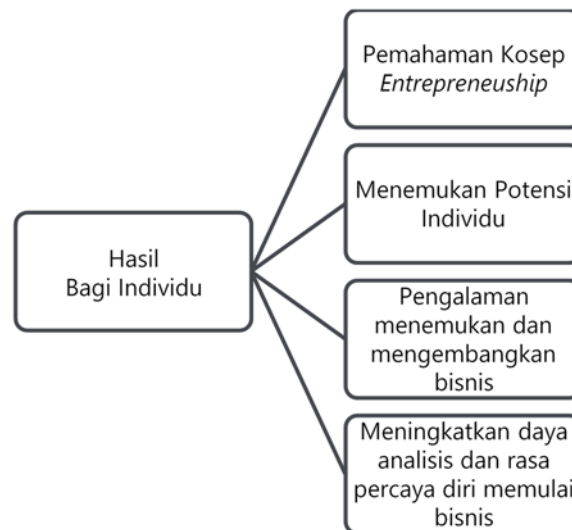 Hasil
Bagi Individu
Pemahaman Kosep
Entrepreneuship
Menemukan Potensi
Individu
Pengalaman
menemukan dan
mengembangkan
bisnis
Meningkatkan daya
analisis dan rasa
percaya diri memulai
bisnis